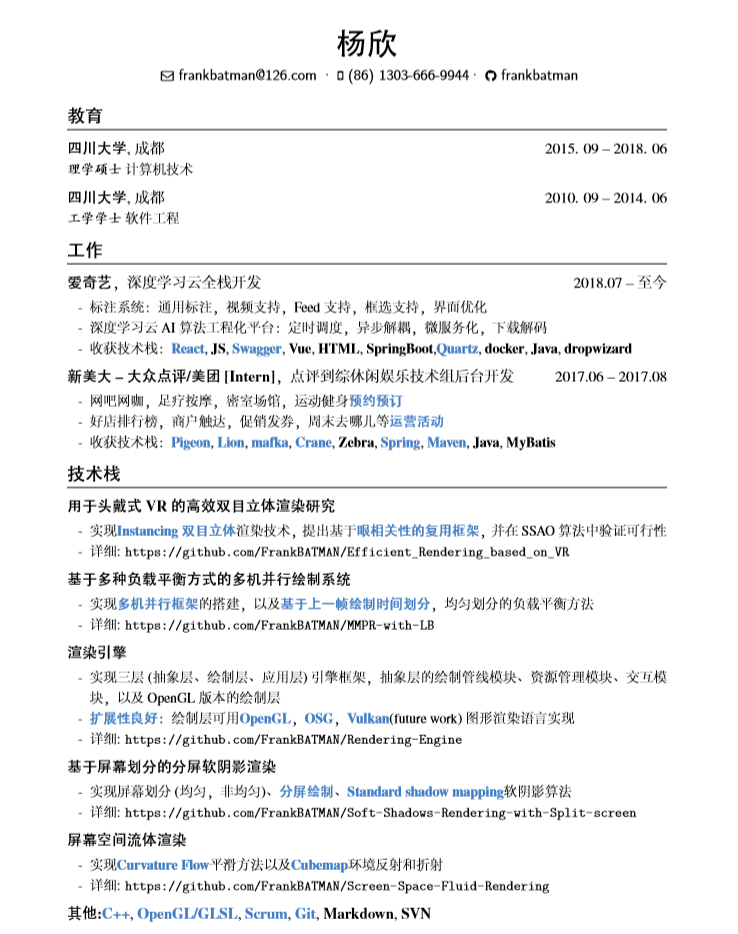 杨欣
frankbatman@126.com · (86) 1303-666-9944 · frankbatman
教育
四川大学, 成都 2015. 09 – 2018. 06
理学硕士 计算机技术
四川大学, 成都 2010. 09 – 2014. 06
工学学士 软件工程
工作
爱奇艺，深度学习云全栈开发 2018.07 – 至今
- 标注系统：通用标注，视频支持，Feed 支持，框选支持，界面优化
- 深度学习云 AI 算法工程化平台：定时调度，异步解耦，微服务化，下载解码
- 收获技术栈：React, JS, Swagger, Vue, HTML, SpringBoot,Quartz, docker, Java, dropwizard
新美大 – 大众点评/美团 [Intern]，点评到综休闲娱乐技术组后台开发 2017.06 – 2017.08
- 网吧网咖，足疗按摩，密室场馆，运动健身预约预订
- 好店排行榜，商户触达，促销发券，周末去哪儿等运营活动
- 收获技术栈：Pigeon, Lion, mafka, Crane, Zebra, Spring, Maven, Java, MyBatis
技术栈
用于头戴式 VR 的高效双目立体渲染研究
- 实现Instancing 双目立体渲染技术，提出基于眼相关性的复用框架，并在 SSAO 算法中验证可行性
- 详细: https://github.com/FrankBATMAN/Efficient_Rendering_based_on_VR
基于多种负载平衡方式的多机并行绘制系统
- 实现多机并行框架的搭建，以及基于上一帧绘制时间划分，均匀划分的负载平衡方法
- 详细: https://github.com/FrankBATMAN/MMPR-with-LB
渲染引擎
- 实现三层 (抽象层、绘制层、应用层) 引擎框架，抽象层的绘制管线模块、资源管理模块、交互模
块，以及 OpenGL 版本的绘制层
- 扩展性良好：绘制层可用OpenGL，OSG，Vulkan(future work) 图形渲染语言实现
- 详细: https://github.com/FrankBATMAN/Rendering-Engine
基于屏幕划分的分屏软阴影渲染
- 实现屏幕划分 (均匀，非均匀)、分屏绘制、Standard shadow mapping软阴影算法
- 详细: https://github.com/FrankBATMAN/Soft-Shadows-Rendering-with-Split-screen
屏幕空间流体渲染
- 实现Curvature Flow平滑方法以及Cubemap环境反射和折射
- 详细: https://github.com/FrankBATMAN/Screen-Space-Fluid-Rendering
其他:C++, OpenGL/GLSL, Scrum, Git, Markdown, SVN